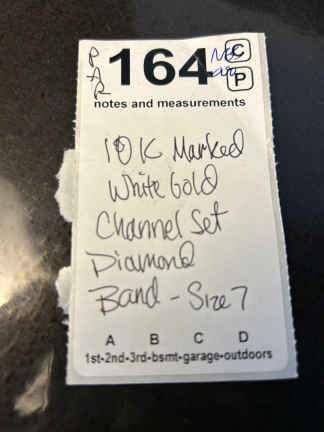 PAR
164
C
P
notes and measurements
10K Marked
White Gold
Channel Set
Diamond
Band - Size 7
A B C D
1st-2nd-3rd-bsmt-garage-outdoors